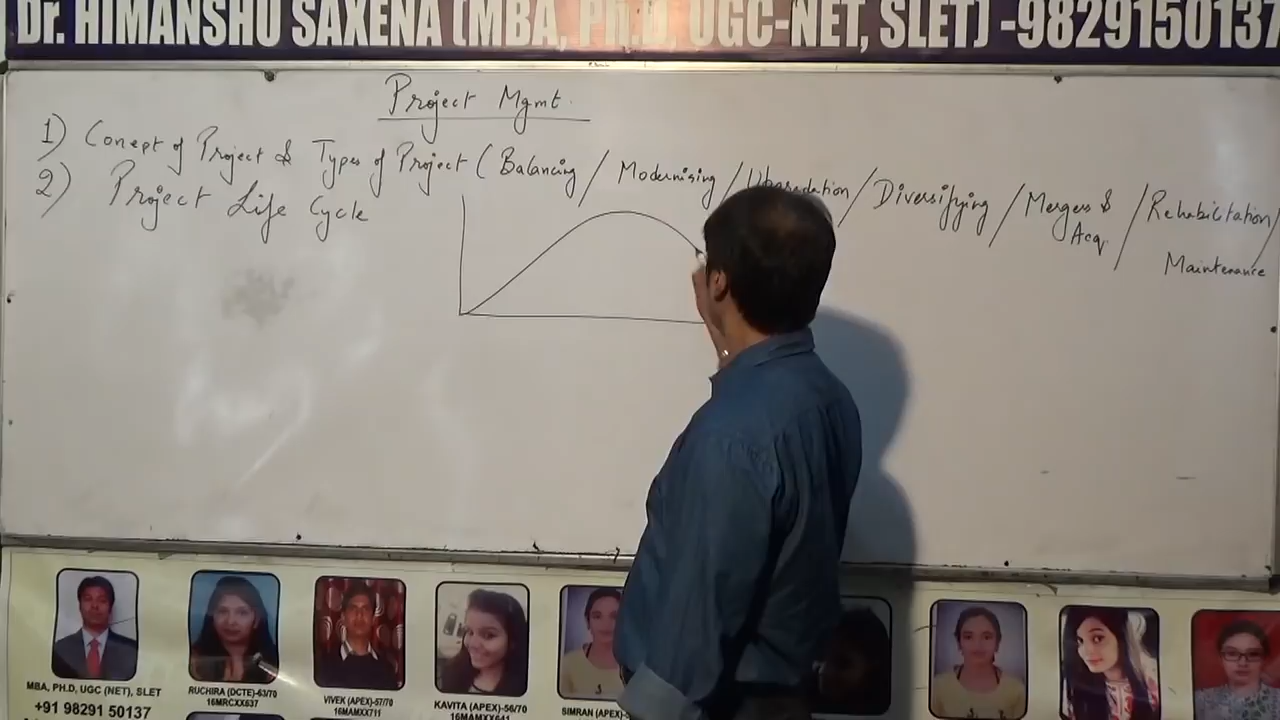 Dr. HIMANSHU SAXENA (MBA, Ph.D, UGC-NET, SLET) -9829150137
Project Mgmt.
1) Concept of Project & Types of Project ( Balancing / Modernising / / Diversifying / Mergers & Acq / Rehabilitation /
Maintenance
2) Project Life Cycle
MBA, PH.D, UGC (NET), SLET
+91 98291 50137
RUCHIRA (DCTE)-63/70
16MRCXX637
VIVEK (APEX)-57/70
16MAMXX711
KAVITA (APEX)-56/70
16MAMXX641
SIMRAN (APEX)-